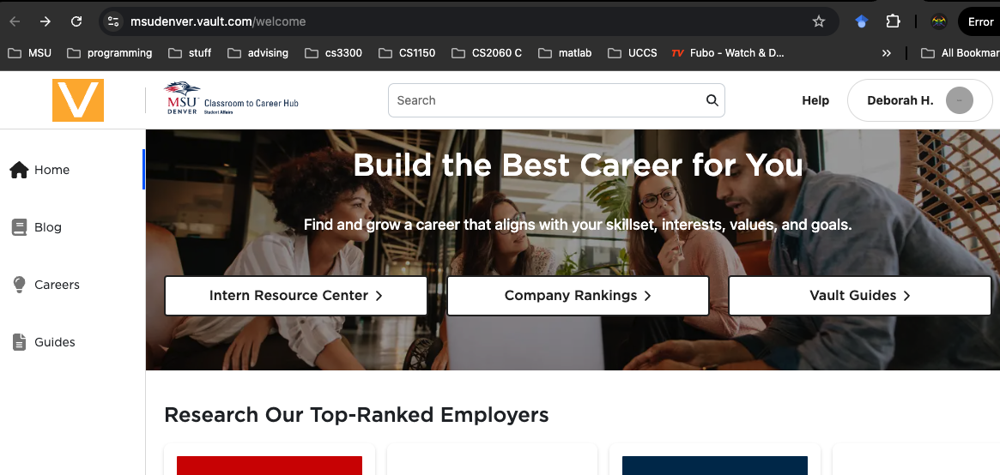 msudenver.vault.com/welcome
Error
MSU programming stuff advising cs3300 CS1150 CS2060 C matlab UCCS TV Fubo - Watch & D... » All Bookmar
V
MSU
DENVER
Classroom to Career Hub
Student Affairs
Search
Help
Deborah H.
Home
Blog
Careers
Guides
Build the Best Career for You
Find and grow a career that aligns with your skillset, interests, values, and goals.
Intern Resource Center
Company Rankings
Vault Guides
Research Our Top-Ranked Employers